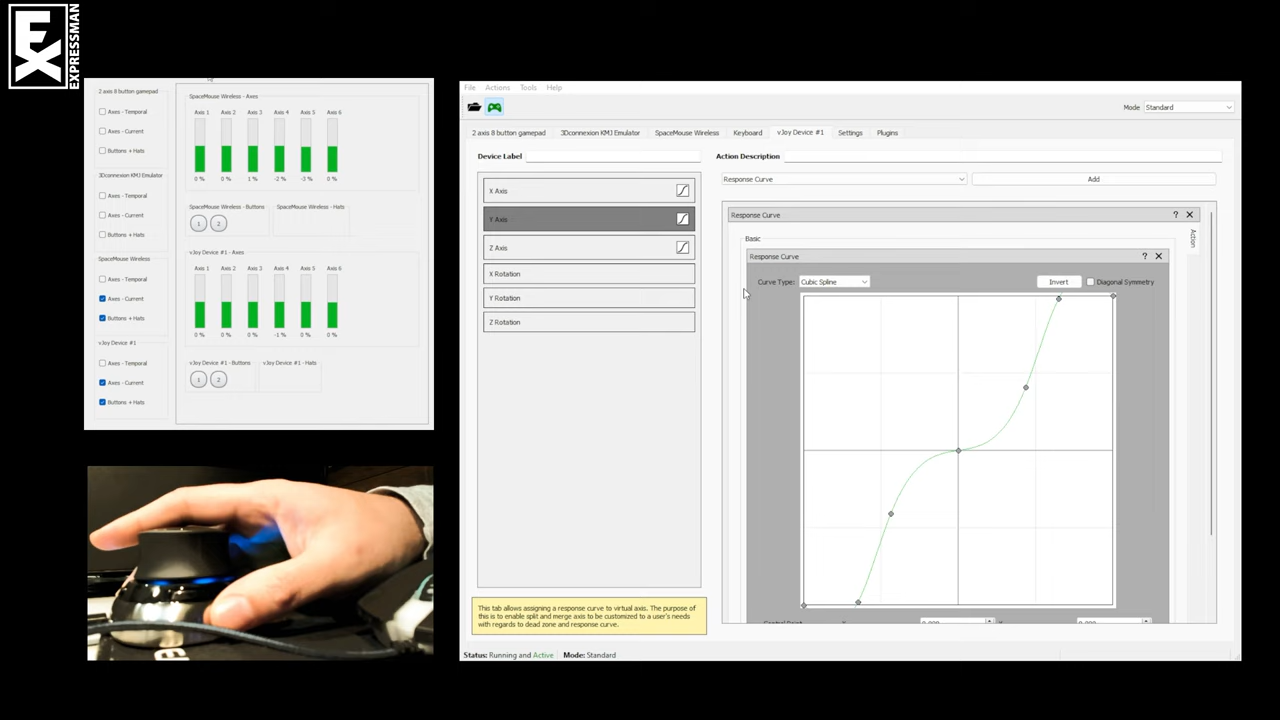 EX
EXPRESSMAN
2 axis 8 button gamepad
Axes - Temporal
Axes - Current
Buttons + Hats
3Dconnexion KMJ Emulator
Axes - Temporal
Axes - Current
Buttons + Hats
SpaceMouse Wireless
Axes - Temporal
Axes - Current
Buttons + Hats
vJoy Device #1
Axes - Temporal
Axes - Current
Buttons + Hats
SpaceMouse Wireless - Axes
Axis 1 Axis 2 Axis 3 Axis 4 Axis 5 Axis 6
0 % 0 % 1 % -2 % -3 % 0 %
SpaceMouse Wireless - Buttons SpaceMouse Wireless - Hats
1 2
vJoy Device #1 - Axes
Axis 1 Axis 2 Axis 3 Axis 4 Axis 5 Axis 6
0 % 0 % 0 % -1 % 0 % 0 %
vJoy Device #1 - Buttons vJoy Device #1 - Hats
1 2
File Actions Tools Help
Mode Standard
2 axis 8 button gamepad 3Dconnexion KMJ Emulator SpaceMouse Wireless Keyboard vJoy Device #1 Settings Plugins
Device Label
X Axis
Y Axis
Z Axis
X Rotation
Y Rotation
Z Rotation
This tab allows assigning a response curve to virtual axis. The purpose
of this is to enable split and merge axis to be customized to a user's needs
with regards to dead zone and response curve.
Action Description
Response Curve Add
Response Curve ? ×
Action
Basic
Response Curve ? ×
Curve Type: Cubic Spline Invert Diagonal Symmetry
Control Point X 0.000 Y 0.000
Status: Running and Active Mode: Standard